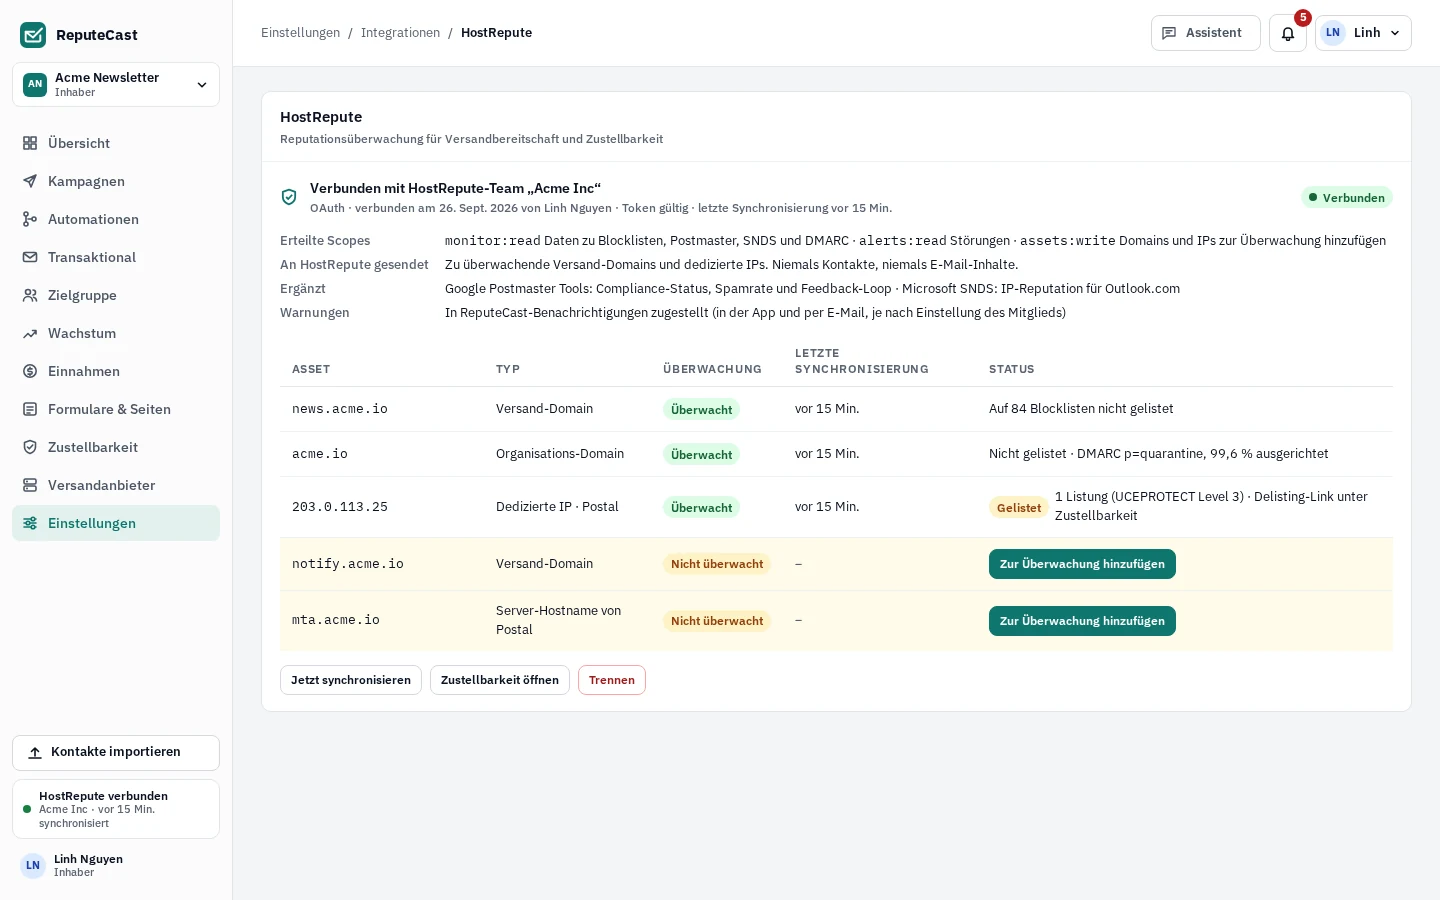 ReputeCast
AN
Acme Newsletter
Inhaber
Übersicht
Kampagnen
Automationen
Transaktional
Zielgruppe
Wachstum
Einnahmen
Formulare & Seiten
Zustellbarkeit
Versandanbieter
Einstellungen
Kontakte importieren
HostRepute verbunden
Acme Inc · vor 15 Min.
synchronisiert
LN
Linh Nguyen
Inhaber
Einstellungen / Integrationen / HostRepute
Assistent
5
LN Linh
HostRepute
Reputationsüberwachung für Versandbereitschaft und Zustellbarkeit
Verbunden mit HostRepute-Team „Acme Inc“
OAuth · verbunden am 26. Sept. 2026 von Linh Nguyen · Token gültig · letzte Synchronisierung vor 15 Min.
Verbunden
Erteilte Scopes monitor:read Daten zu Blocklisten, Postmaster, SNDS und DMARC · alerts:read Störungen · assets:write Domains und IPs zur Überwachung hinzufügen
An HostRepute gesendet Zu überwachende Versand-Domains und dedizierte IPs. Niemals Kontakte, niemals E-Mail-Inhalte.
Ergänzt Google Postmaster Tools: Compliance-Status, Spamrate und Feedback-Loop · Microsoft SNDS: IP-Reputation für Outlook.com
Warnungen In ReputeCast-Benachrichtigungen zugestellt (in der App und per E-Mail, je nach Einstellung des Mitglieds)
ASSET TYP ÜBERWACHUNG LETZTE SYNCHRONISIERUNG STATUS
news.acme.io Versand-Domain Überwacht vor 15 Min. Auf 84 Blocklisten nicht gelistet
acme.io Organisations-Domain Überwacht vor 15 Min. Nicht gelistet · DMARC p=quarantine, 99,6 % ausgerichtet
203.0.113.25 Dedizierte IP · Postal Überwacht vor 15 Min. Gelistet 1 Listung (UCEPROTECT Level 3) · Delisting-Link unter
Zustellbarkeit
notify.acme.io Versand-Domain Nicht überwacht – Zur Überwachung hinzufügen
mta.acme.io Server-Hostname von Postal Nicht überwacht – Zur Überwachung hinzufügen
Jetzt synchronisieren Zustellbarkeit öffnen Trennen